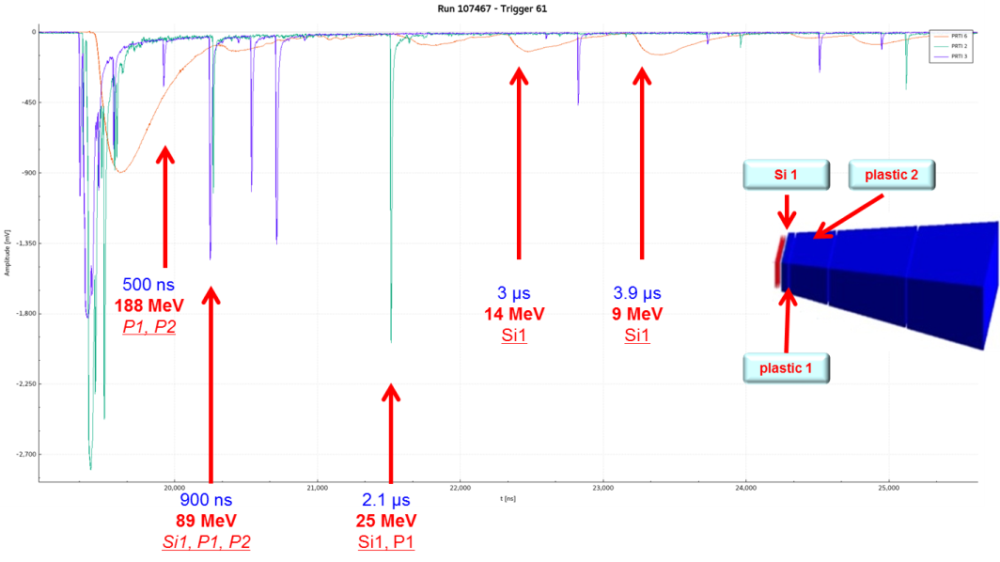 Run 107467 - Trigger 61
0
-450
-900
-1.350
-1.800
-2.250
-2.700
Amplitude [mV]
PRTI 6
PRTI 2
PRTI 3
Si 1
plastic 2
plastic 1
500 ns
188 MeV
P1, P2
3 µs
14 MeV
Si1
3.9 µs
9 MeV
Si1
20,000
21,000
22,000
23,000
24,000
25,000
t [ns]
900 ns
89 MeV
Si1, P1, P2
2.1 µs
25 MeV
Si1, P1